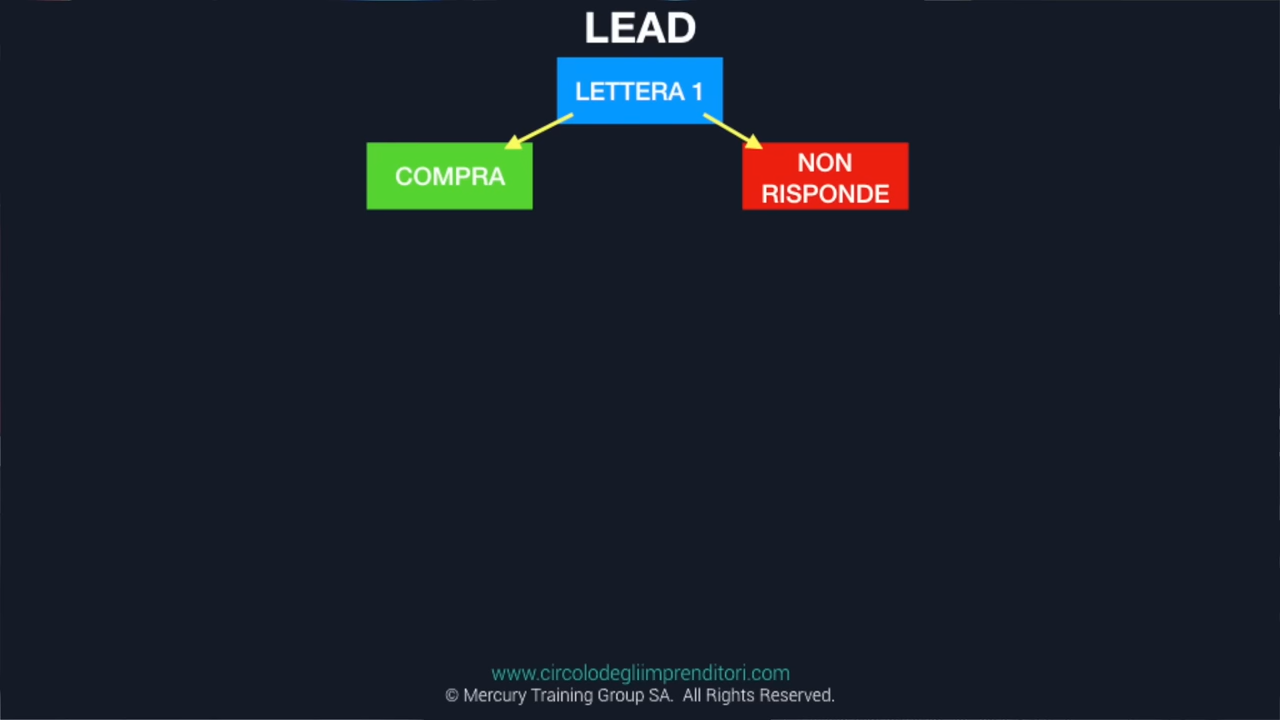 LEAD
LETTERA 1
COMPRA
NON
RISPONDE
www.circolodegliimprenditori.com
© Mercury Training Group SA. All Rights Reserved.